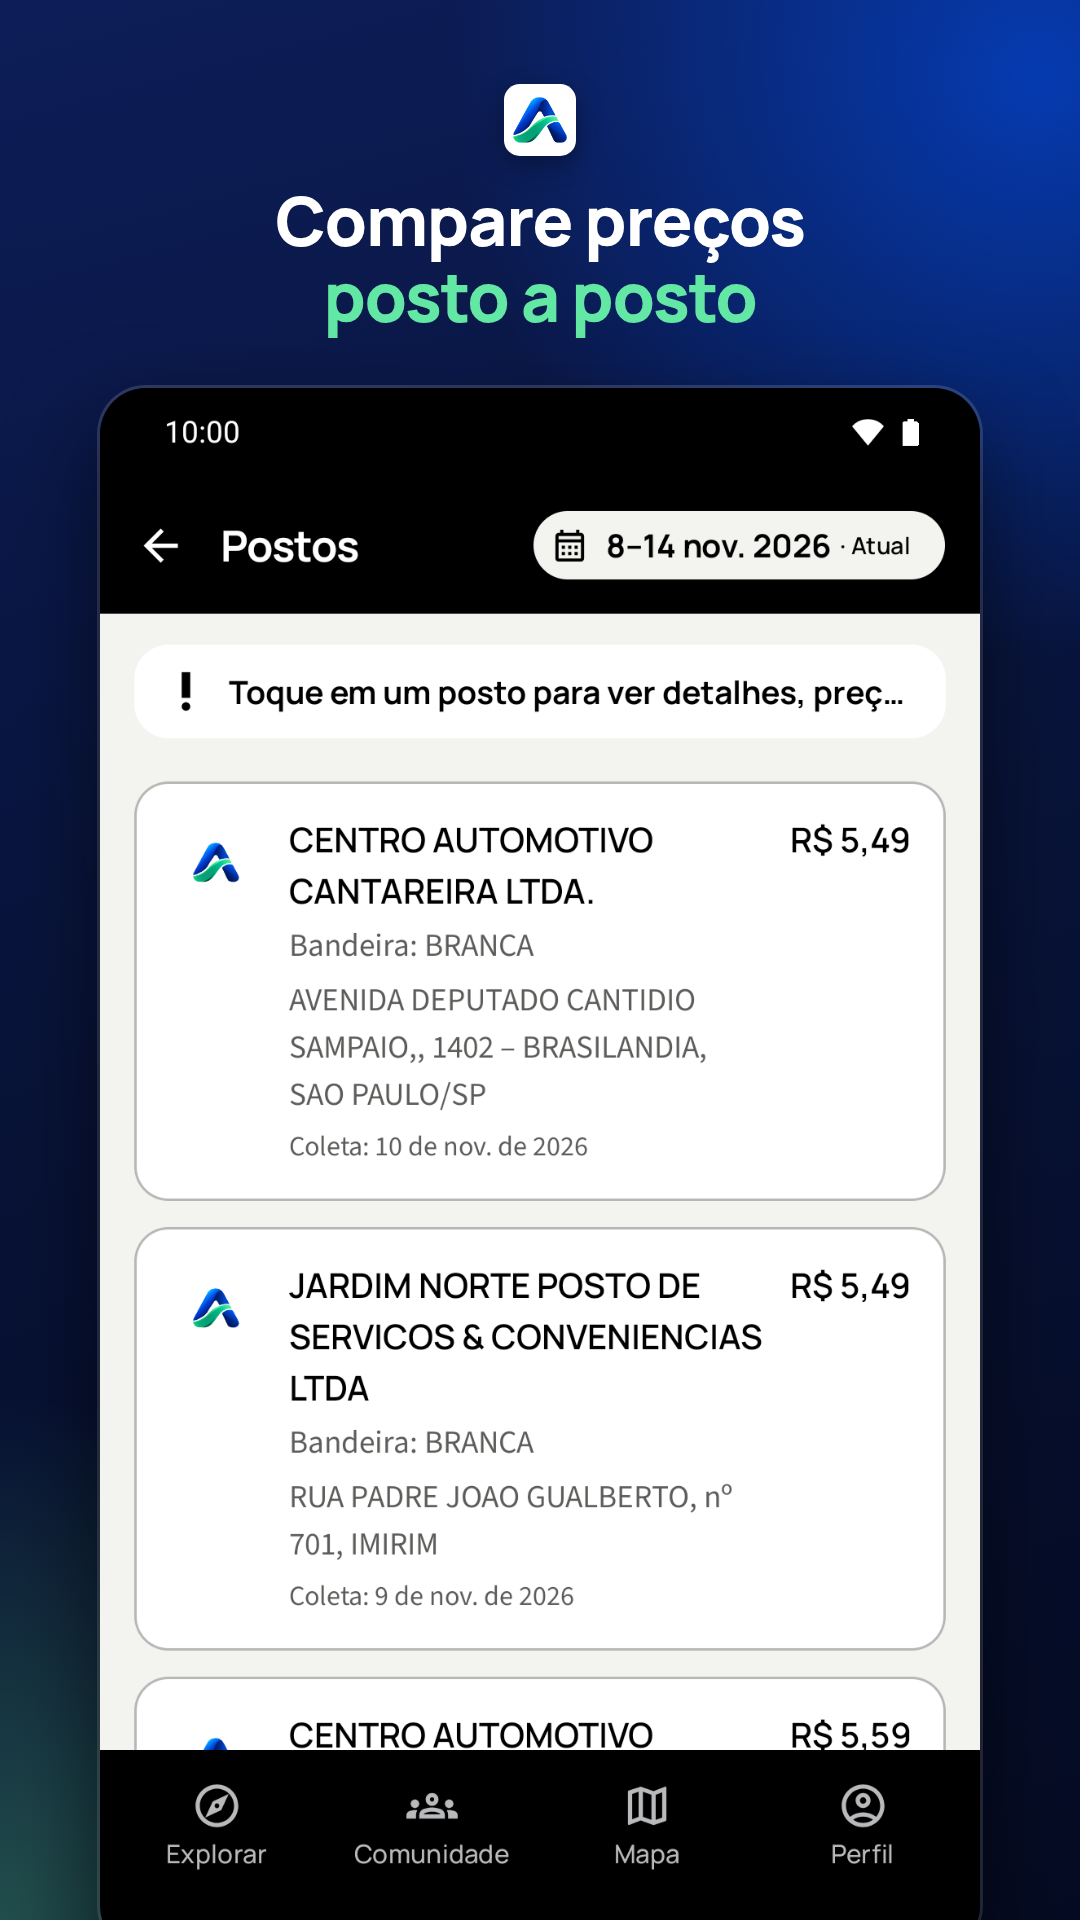 Compare preços
posto a posto
10:00
Postos
8–14 nov. 2026 · Atual
Toque em um posto para ver detalhes, preç...
CENTRO AUTOMOTIVO
CANTAREIRA LTDA.
R$ 5,49
Bandeira: BRANCA
AVENIDA DEPUTADO CANTIDIO
SAMPAIO,, 1402 – BRASILANDIA,
SAO PAULO/SP
Coleta: 10 de nov. de 2026
JARDIM NORTE POSTO DE
SERVICOS & CONVENIENCIAS
LTDA
R$ 5,49
Bandeira: BRANCA
RUA PADRE JOAO GUALBERTO, nº
701, IMIRIM
Coleta: 9 de nov. de 2026
CENTRO AUTOMOTIVO
R$ 5,59
Explorar
Comunidade
Mapa
Perfil